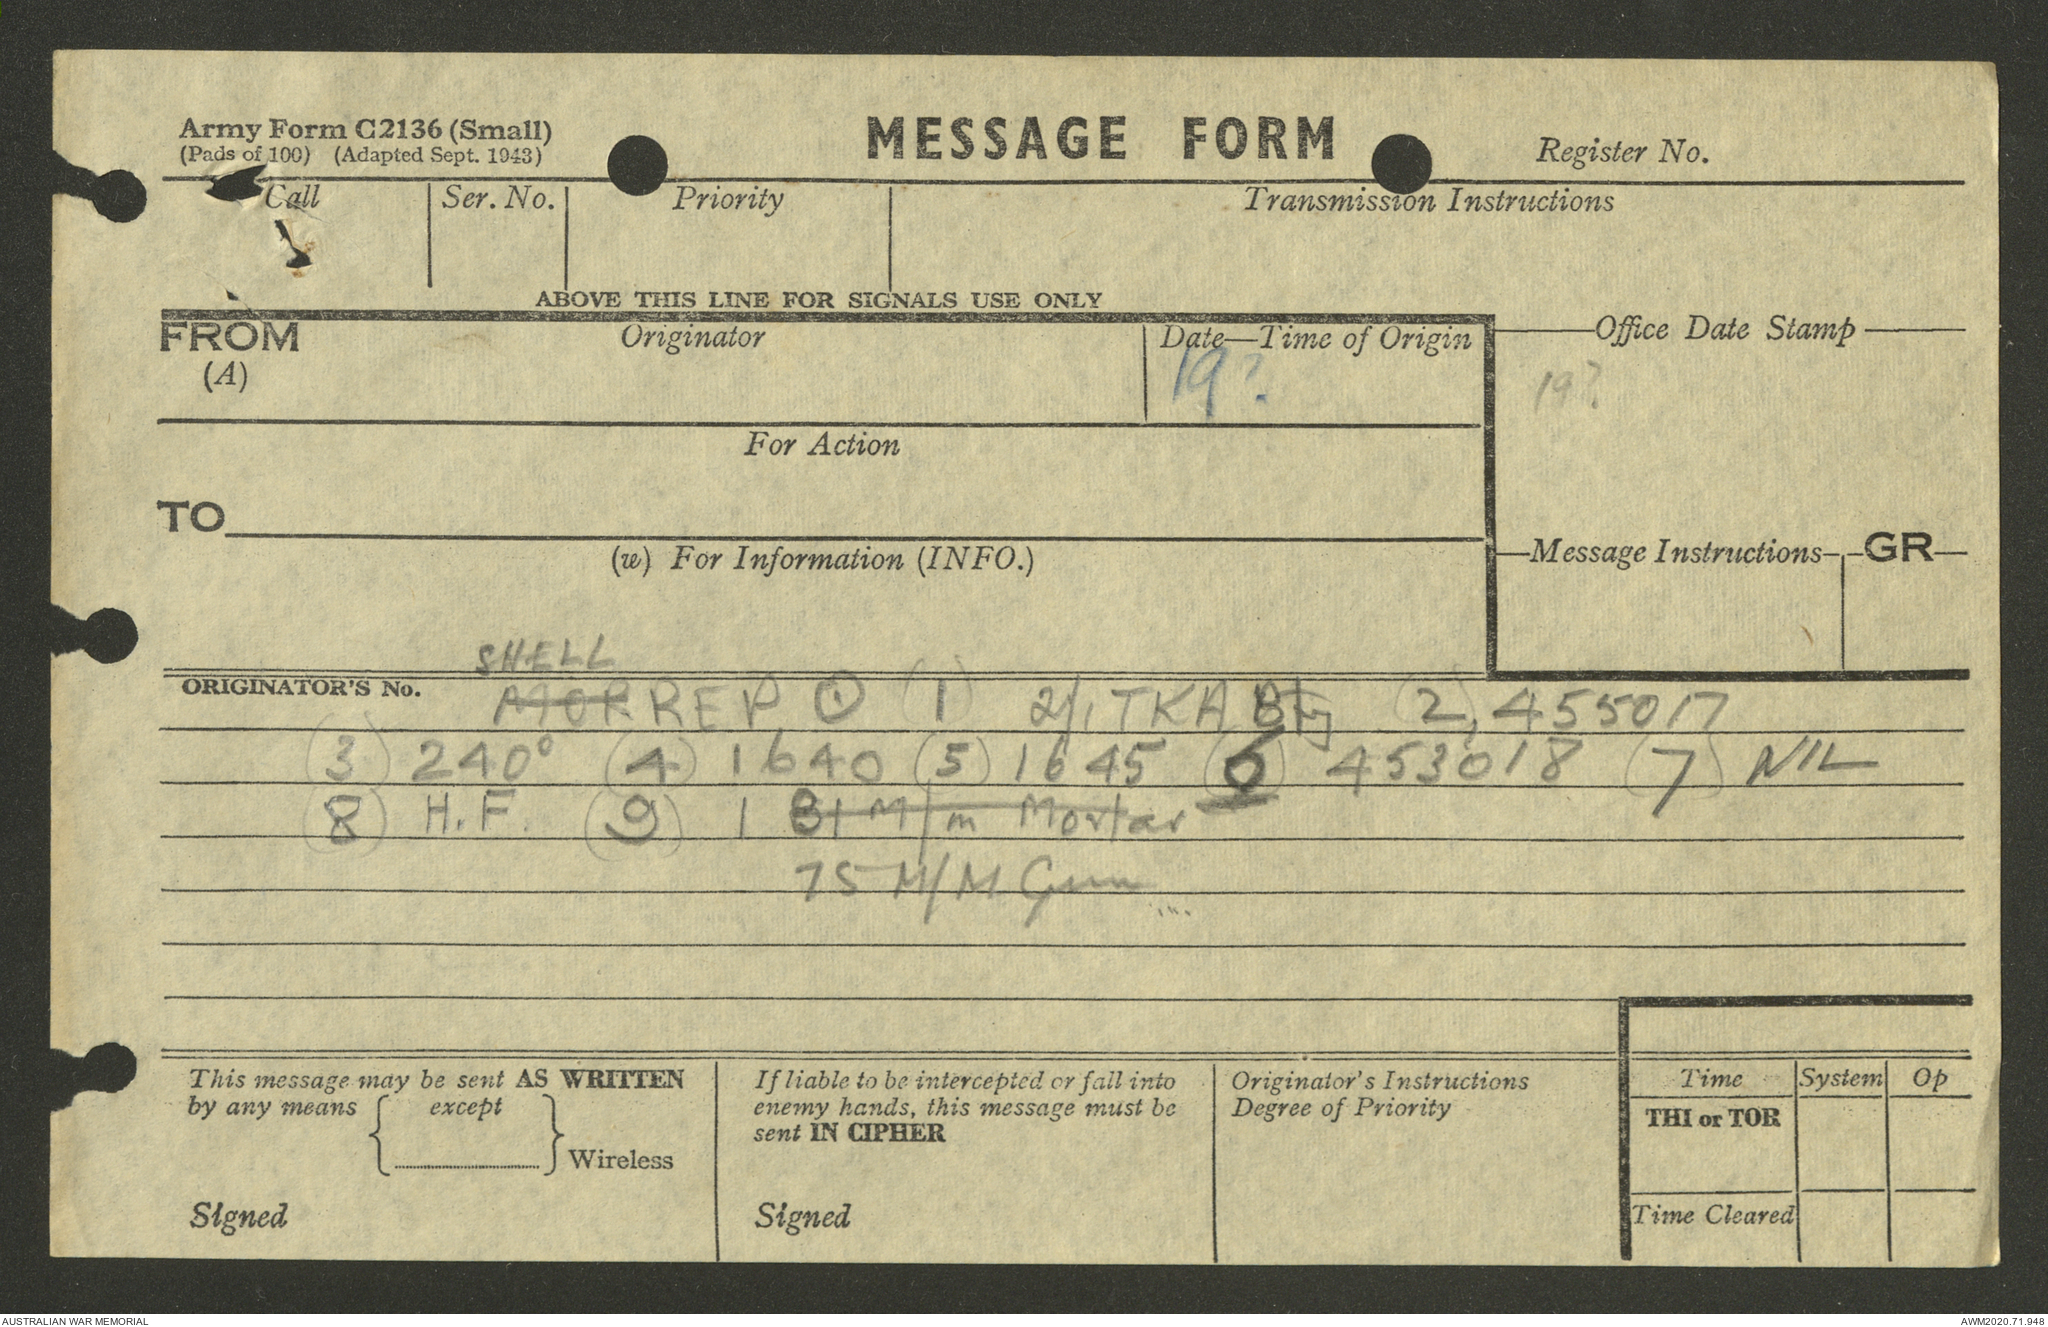 Army Form C2136 (Small)
(Pads of 100) (Adapted Sept. 1943)
MESSAGE FORM
Register No.
Call
Ser. No.
Priority
Transmission Instructions
ABOVE THIS LINE FOR SIGNALS USE ONLY
FROM
(A)
Originator
Date—Time of Origin
19?.
Office Date Stamp
19?
For Action
TO
(w) For Information (INFO.)
Message Instructions
GR
SHELL
ORIGINATOR'S No.
MORREP ① (1) 2/1 TKA (2) 455017
(3) 240° (4) 1640 (5) 1645 (6) 453018 (7) NIL
(8) H.F. (9) 1 81 M/m Mortar
75 M/M Gun
This message may be sent AS WRITTEN
by any means { except
} Wireless
Signed
If liable to be intercepted or fall into
enemy hands, this message must be
sent IN CIPHER
Signed
Originator's Instructions
Degree of Priority
Time
System
Op
THI or TOR
Time Cleared
AUSTRALIAN WAR MEMORIAL
AWM2020.71.948